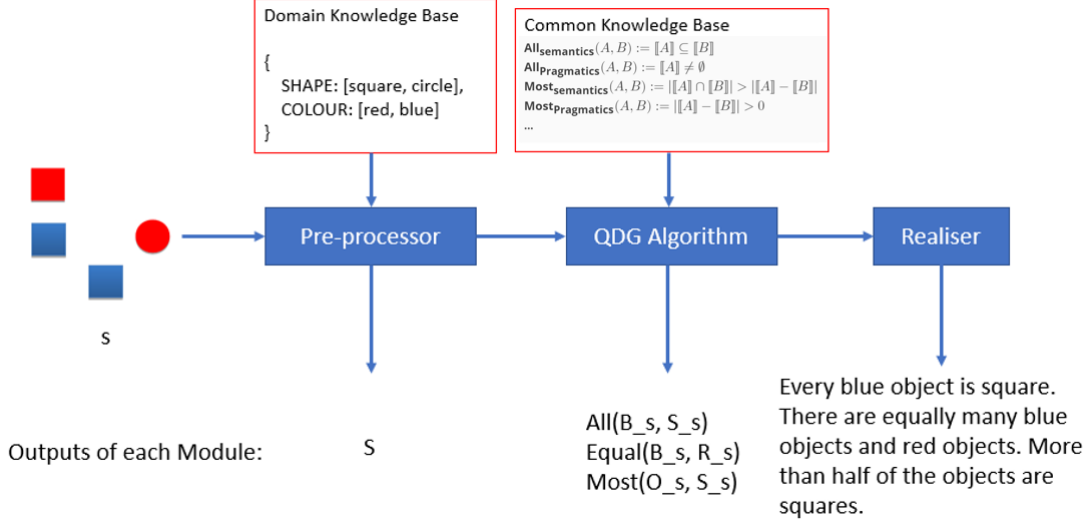 Domain Knowledge Base
{
SHAPE: [square, circle],
COLOUR: [red, blue]
}
Common Knowledge Base
All_semantics(A, B) := ⟦A⟧ ⊆ ⟦B⟧
All_Pragmatics(A, B) := ⟦A⟧ ≠ ∅
Most_semantics(A, B) := |⟦A⟧ ∩ ⟦B⟧| > |⟦A⟧ − ⟦B⟧|
Most_Pragmatics(A, B) := |⟦A⟧ − ⟦B⟧| > 0
...
Pre-processor
QDG Algorithm
Realiser
s
Outputs of each Module:
S
All(B_s, S_s)
Equal(B_s, R_s)
Most(O_s, S_s)
Every blue object is square.
There are equally many blue
objects and red objects. More
than half of the objects are
squares.